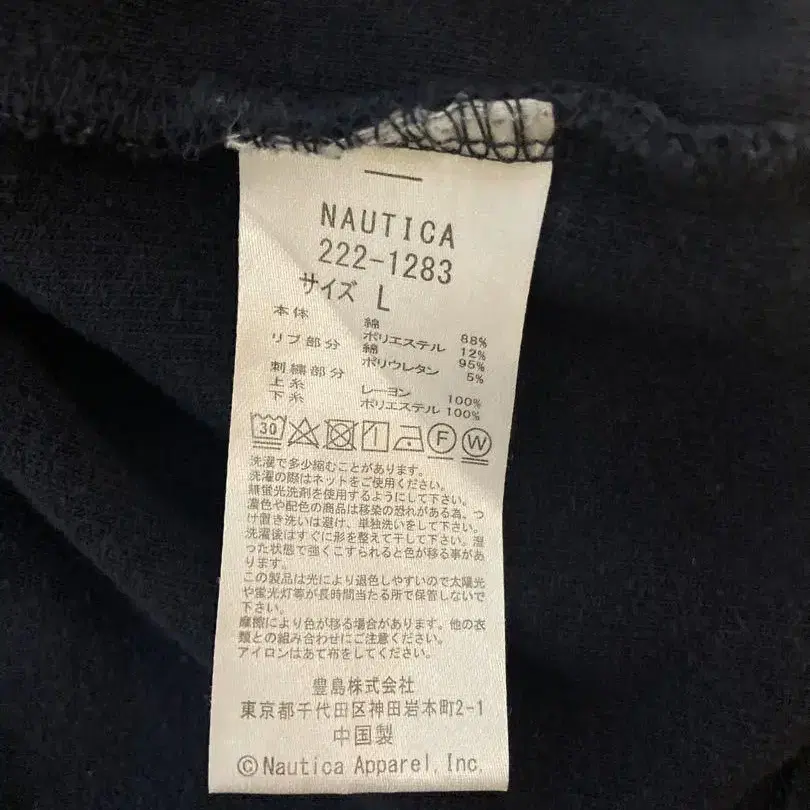 NAUTICA
222-1283
サイズ L
本体 綿 88%
ポリエステル 12%
リブ部分 綿 95%
ポリウレタン 5%
刺繍部分
上糸 レーヨン 100%
下糸 ポリエステル 100%
30 F W
洗濯で多少縮むことがあります。
洗濯の際はネットをご使用ください。
無蛍光洗剤を使用するようにして下さい。
濃色や配色の商品は移染の恐れがある為、つ
け置き洗いは避け、単独洗いをして下さい。
洗濯後はすぐに形を整えて干して下さい。湿
った状態で強くこすられると色が移る事があ
ります。
この製品は光により退色しやすいので太陽光
や蛍光灯等が長時間当たる所で保管しないで
下さい。
摩擦により色が移る場合があります。他の衣
類との組み合わせにご注意ください。
アイロンはあて布をしてください。
豊島株式会社
東京都千代田区神田岩本町2-1
中国製
©Nautica Apparel, Inc.